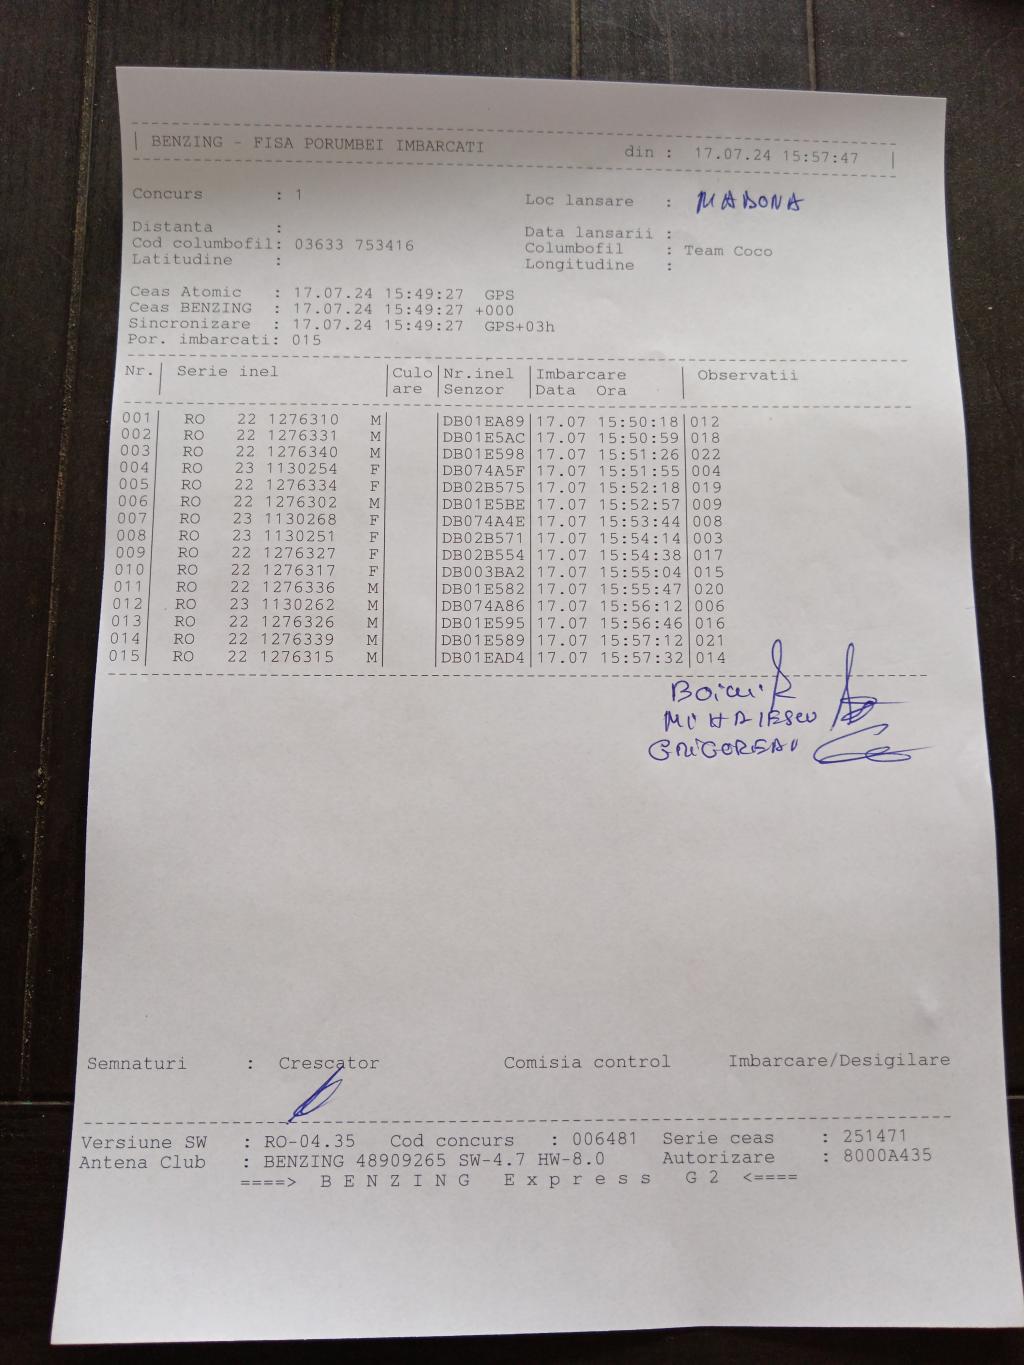 BENZING - FISA PORUMBEI IMBARCATI din : 17.07.24 15:57:47
Concurs : 1 Loc lansare : MADONA
Distanta : Data lansarii :
Cod columbofil: 03633 753416 Columbofil : Team Coco
Latitudine : Longitudine :
Ceas Atomic : 17.07.24 15:49:27 GPS
Ceas BENZING : 17.07.24 15:49:27 +000
Sincronizare : 17.07.24 15:49:27 GPS+03h
Por. imbarcati: 015
Nr. Serie inel Culo Nr.inel Imbarcare Observatii
are Senzor Data Ora
001 RO 22 1276310 M DB01EA89 17.07 15:50:18 012
002 RO 22 1276331 M DB01E5AC 17.07 15:50:59 018
003 RO 22 1276340 M DB01E598 17.07 15:51:26 022
004 RO 23 1130254 F DB074A5F 17.07 15:51:55 004
005 RO 22 1276334 F DB02B575 17.07 15:52:18 019
006 RO 22 1276302 M DB01E5BE 17.07 15:52:57 009
007 RO 23 1130268 F DB074A4E 17.07 15:53:44 008
008 RO 23 1130251 F DB02B571 17.07 15:54:14 003
009 RO 22 1276327 F DB02B554 17.07 15:54:38 017
010 RO 22 1276317 F DB003BA2 17.07 15:55:04 015
011 RO 22 1276336 M DB01E582 17.07 15:55:47 020
012 RO 23 1130262 M DB074A86 17.07 15:56:12 006
013 RO 22 1276326 M DB01E595 17.07 15:56:46 016
014 RO 22 1276339 M DB01E589 17.07 15:57:12 021
015 RO 22 1276315 M DB01EAD4 17.07 15:57:32 014
MIHAIESCU
GRIGOREAN
Semnaturi : Crescator Comisia control Imbarcare/Desigilare
Versiune SW : RO-04.35 Cod concurs : 006481 Serie ceas : 251471
Antena Club : BENZING 48909265 SW-4.7 HW-8.0 Autorizare : 8000A435
====> B E N Z I N G E x p r e s s G 2 <====